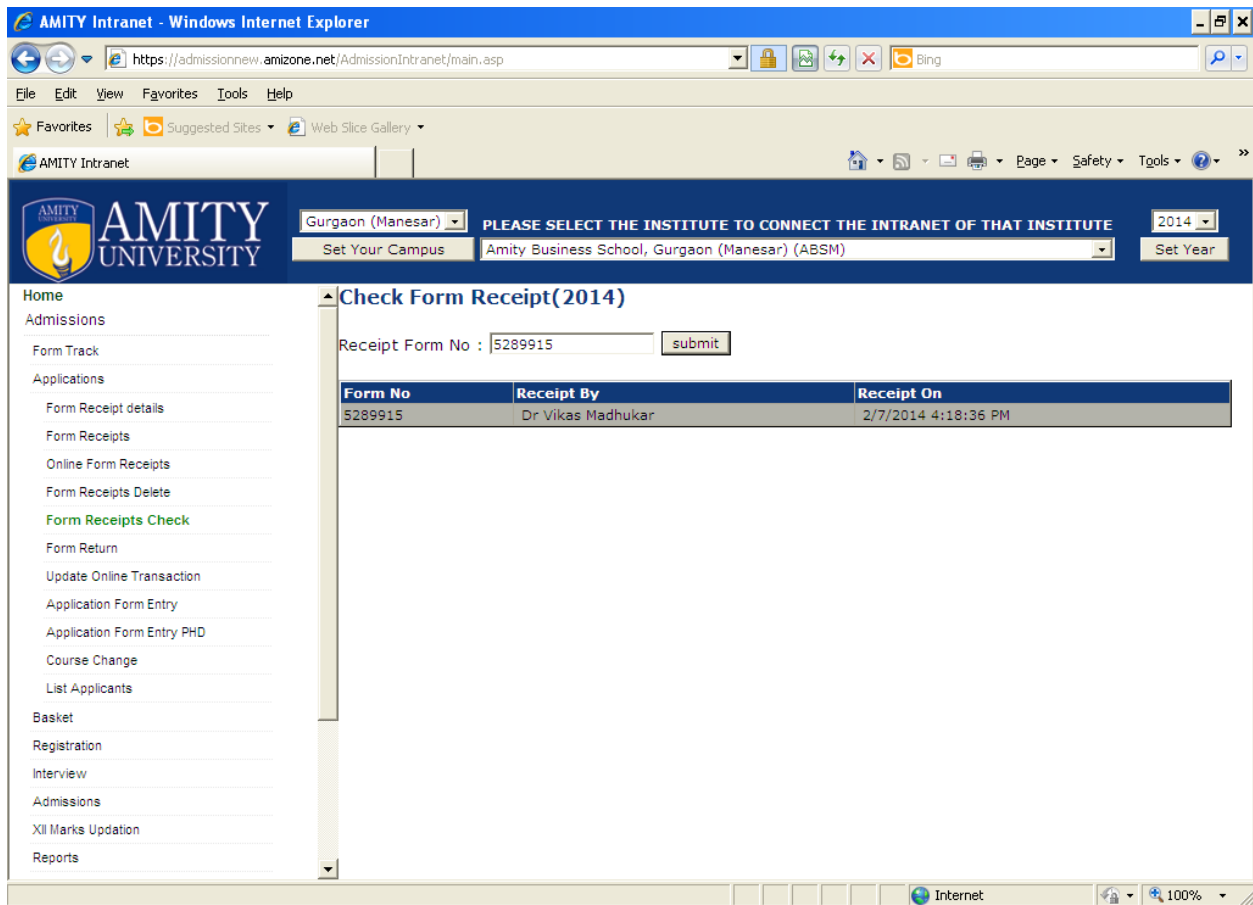 AMITY Intranet - Windows Internet Explorer
https://admissionnew.amizone.net/AdmissionIntranet/main.asp
Bing
File Edit View Favorites Tools Help
Favorites Suggested Sites Web Slice Gallery
AMITY Intranet
Page Safety Tools
AMITY UNIVERSITY
AMITY
UNIVERSITY
Gurgaon (Manesar) PLEASE SELECT THE INSTITUTE TO CONNECT THE INTRANET OF THAT INSTITUTE 2014
Set Your Campus Amity Business School, Gurgaon (Manesar) (ABSM) Set Year
Home
Admissions
Form Track
Applications
Form Receipt details
Form Receipts
Online Form Receipts
Form Receipts Delete
Form Receipts Check
Form Return
Update Online Transaction
Application Form Entry
Application Form Entry PHD
Course Change
List Applicants
Basket
Registration
Interview
Admissions
XII Marks Updation
Reports
Check Form Receipt(2014)
Receipt Form No : 5289915 submit
Form No Receipt By Receipt On
5289915 Dr Vikas Madhukar 2/7/2014 4:18:36 PM
Internet 100%